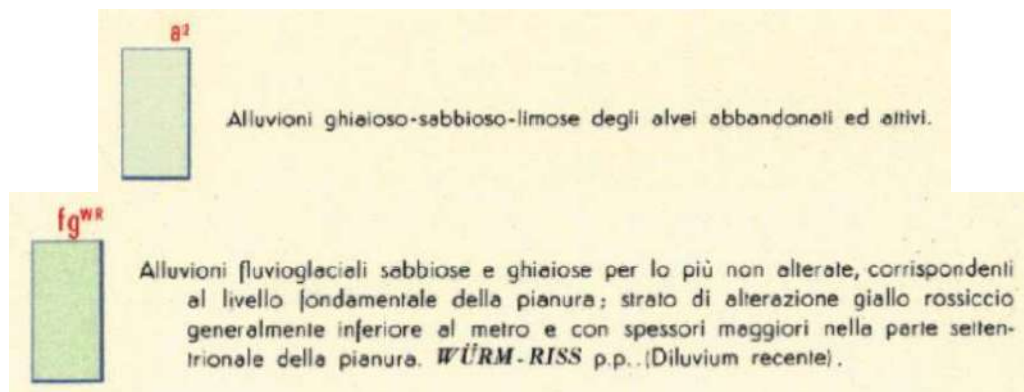 a²
Alluvioni ghiaioso-sabbioso-limose degli alvei abbandonati ed attivi.
fgᵂᴿ
Alluvioni fluvioglaciali sabbiose e ghiaiose per lo più non alterate, corrispondenti
al livello fondamentale della pianura; strato di alterazione giallo rossiccio
generalmente inferiore al metro e con spessori maggiori nella parte setten-
trionale della pianura. WÜRM-RISS p.p..(Diluvium recente).